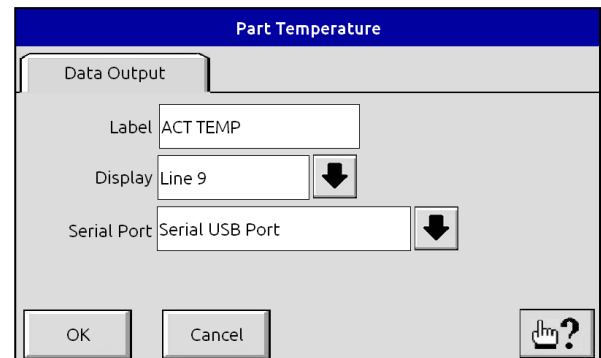 Part Temperature
Data Output
Label ACT TEMP
Display Line 9
Serial Port Serial USB Port
OK Cancel ?